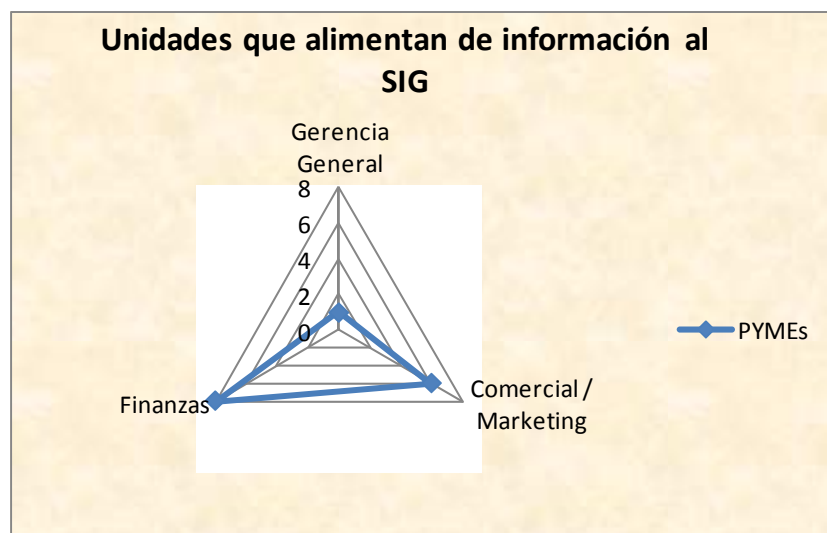 Unidades que alimentan de información al
SIG
Gerencia
General
8
6
4
2
0
Finanzas
Comercial /
Marketing
PYMEs